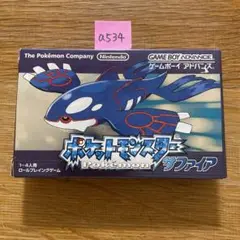 a534
The Pokémon Company
Nintendo
GAME BOY ADVANCE
ゲームボーイ アドバンス
ポケットモンスター
Pokémon
サファイア
1~4人用
ロールプレイングゲーム